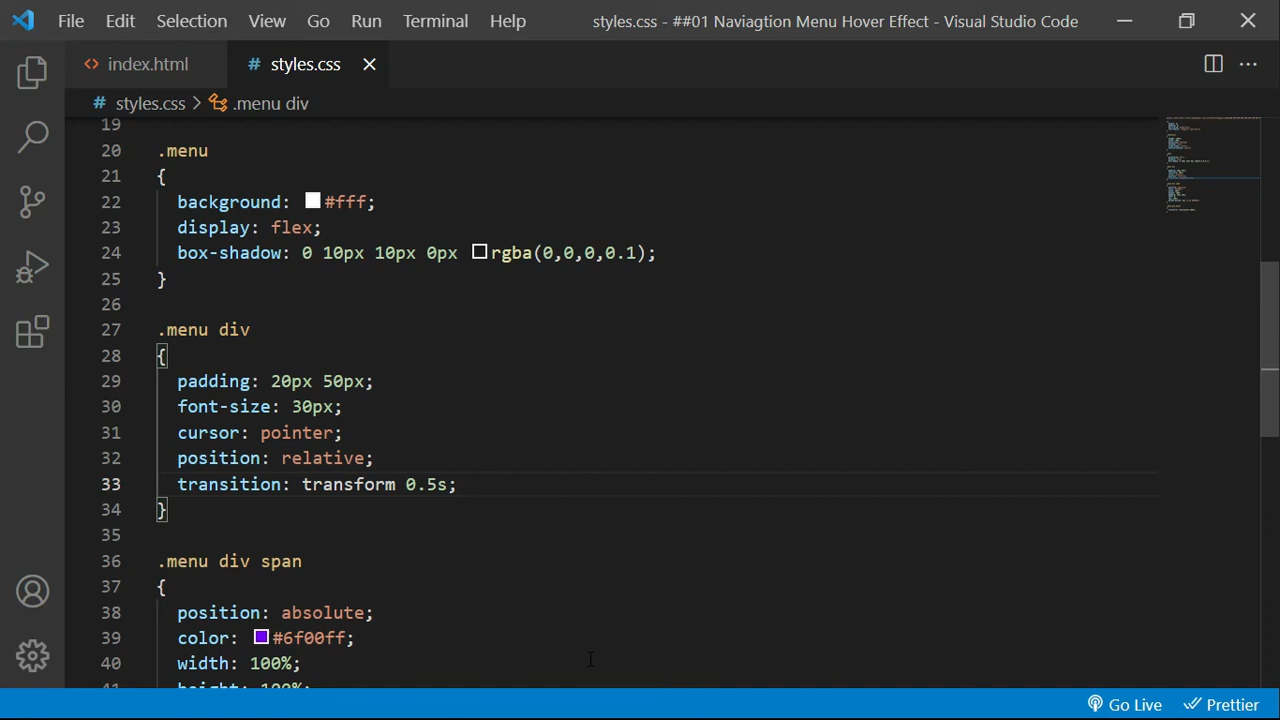 File Edit Selection View Go Run Terminal Help styles.css - ##01 Naviagtion Menu Hover Effect - Visual Studio Code
<> index.html # styles.css
# styles.css > .menu div
19
20 .menu
21 {
22 background: #fff;
23 display: flex;
24 box-shadow: 0 10px 10px 0px rgba(0,0,0,0.1);
25 }
26
27 .menu div
28 {
29 padding: 20px 50px;
30 font-size: 30px;
31 cursor: pointer;
32 position: relative;
33 transition: transform 0.5s;
34 }
35
36 .menu div span
37 {
38 position: absolute;
39 color: #6f00ff;
40 width: 100%;
41 height: 100%;
Go Live Prettier